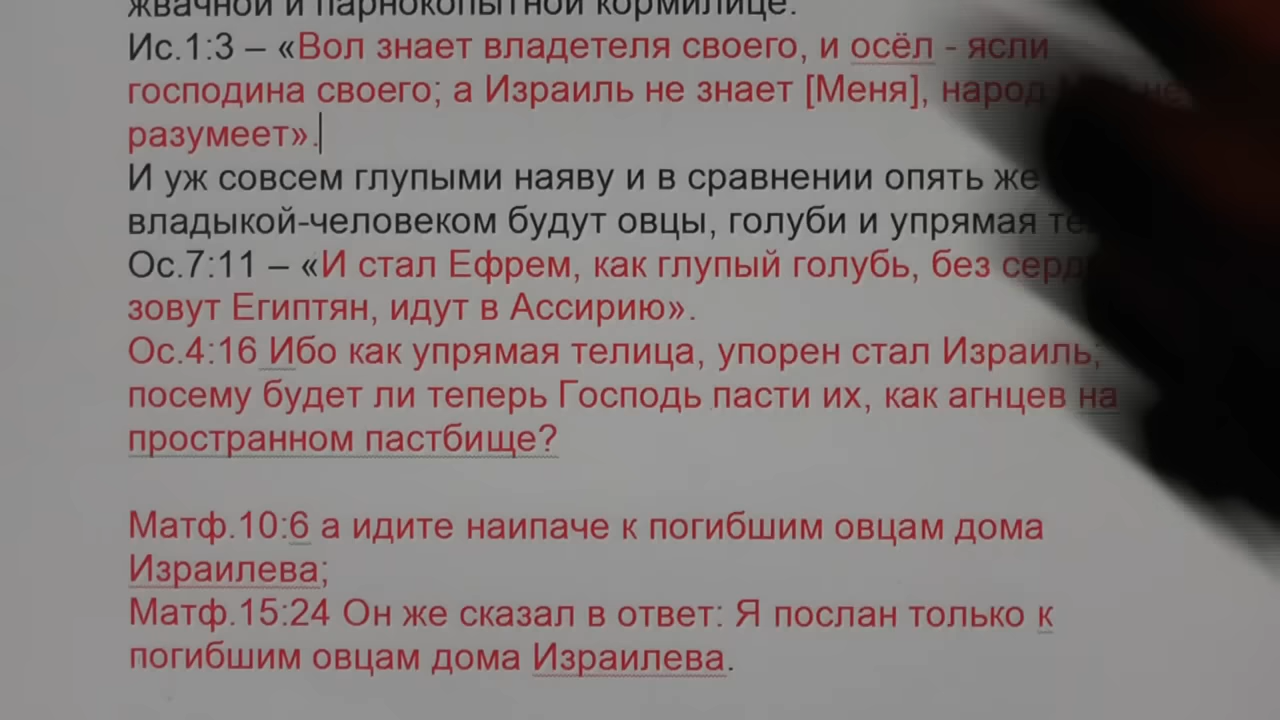 жвачной и парнокопытной кормилице.
Ис.1:3 – «Вол знает владетеля своего, и осёл - ясли
господина своего; а Израиль не знает [Меня], народ не
разумеет».
И уж совсем глупыми наяву и в сравнении опять же
владыкой-человеком будут овцы, голуби и упрямая
Ос.7:11 – «И стал Ефрем, как глупый голубь, без
зовут Египтян, идут в Ассирию».
Ос.4:16 Ибо как упрямая телица, упорен стал Израиль;
посему будет ли теперь Господь пасти их, как агнцев на
пространном пастбище?
Матф.10:6 а идите наипаче к погибшим овцам дома
Израилева;
Матф.15:24 Он же сказал в ответ: Я послан только к
погибшим овцам дома Израилева.